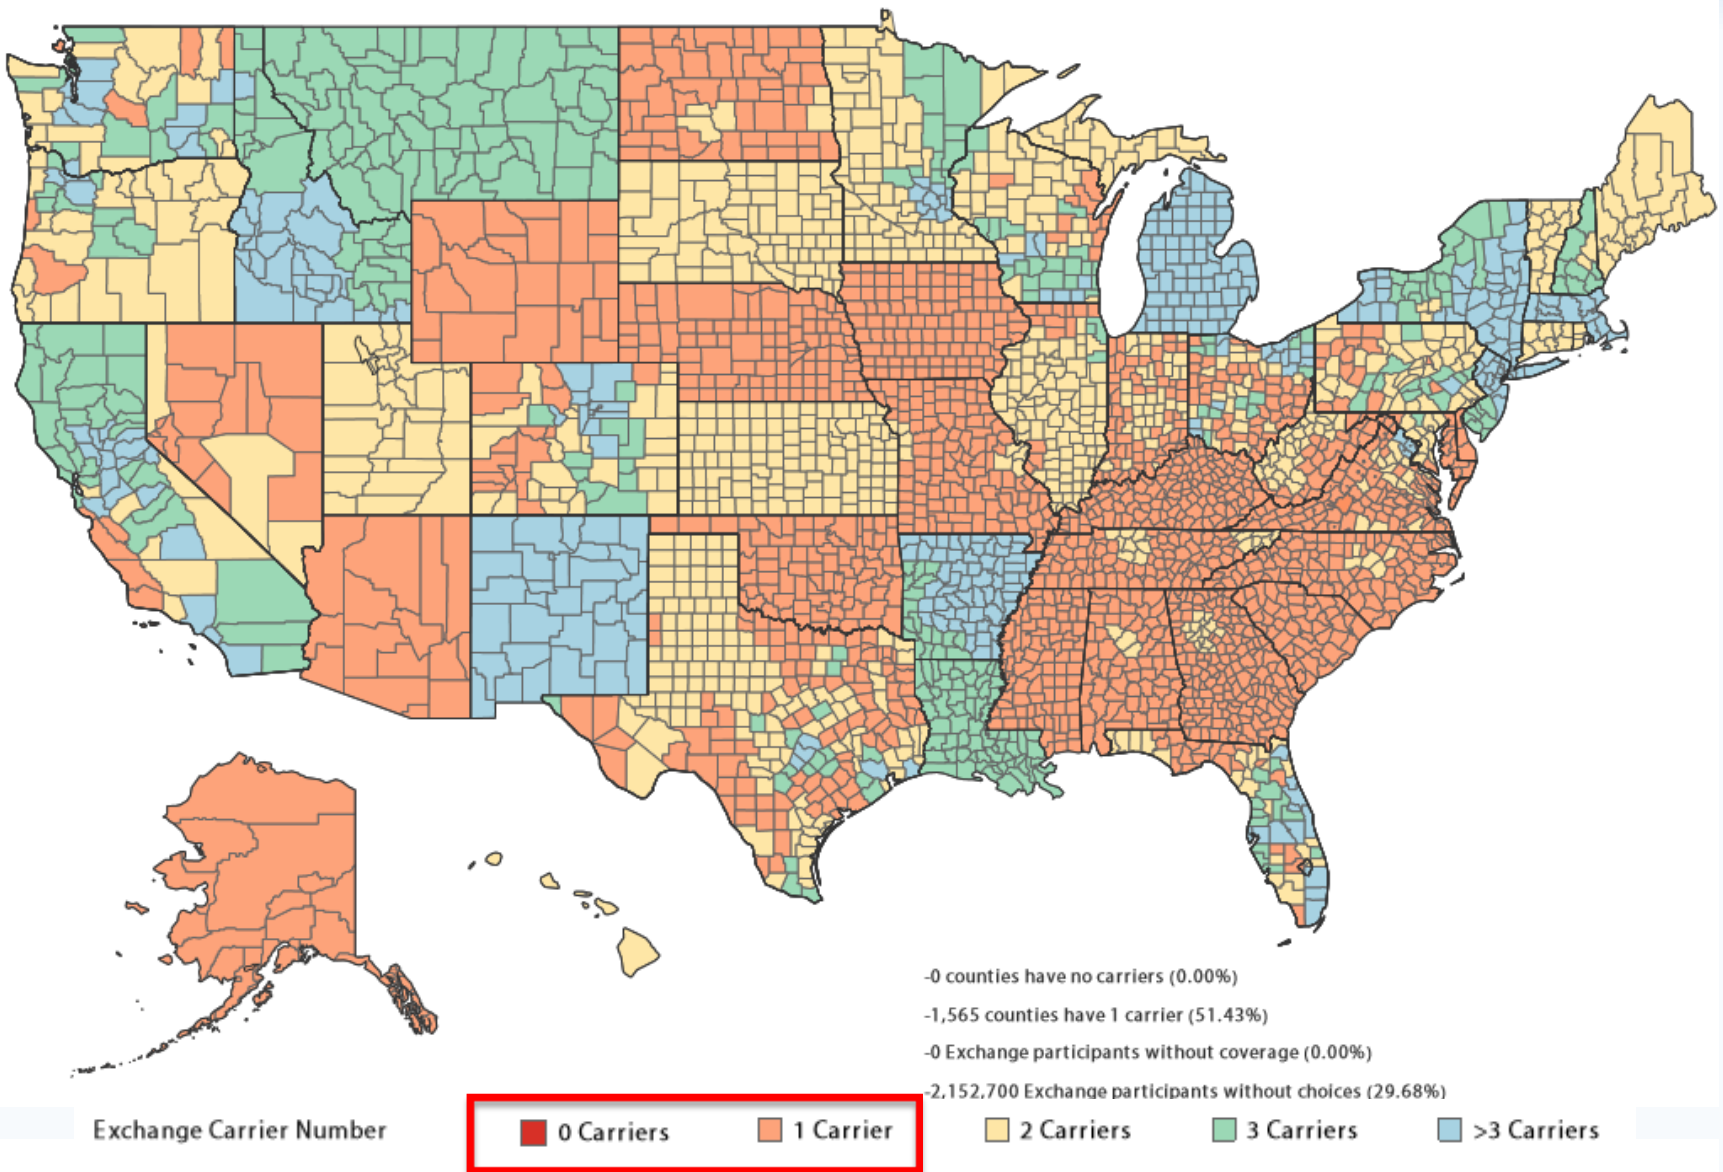 -0 counties have no carriers (0.00%)
-1,565 counties have 1 carrier (51.43%)
-0 Exchange participants without coverage (0.00%)
-2,152,700 Exchange participants without choices (29.68%)
Exchange Carrier Number
0 Carriers
1 Carrier
2 Carriers
3 Carriers
>3 Carriers